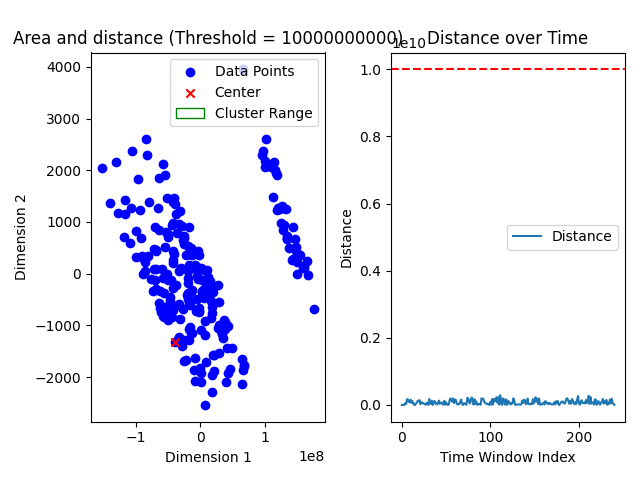 Area and distance (Threshold = 10000000000)
Data Points
Center
Cluster Range
4000
3000
2000
1000
0
−1000
−2000
Dimension 2
−1
0
1
1e8
Dimension 1
Distance over Time
1e10
1.0
0.8
0.6
0.4
0.2
0.0
Distance
Distance
0
100
200
Time Window Index